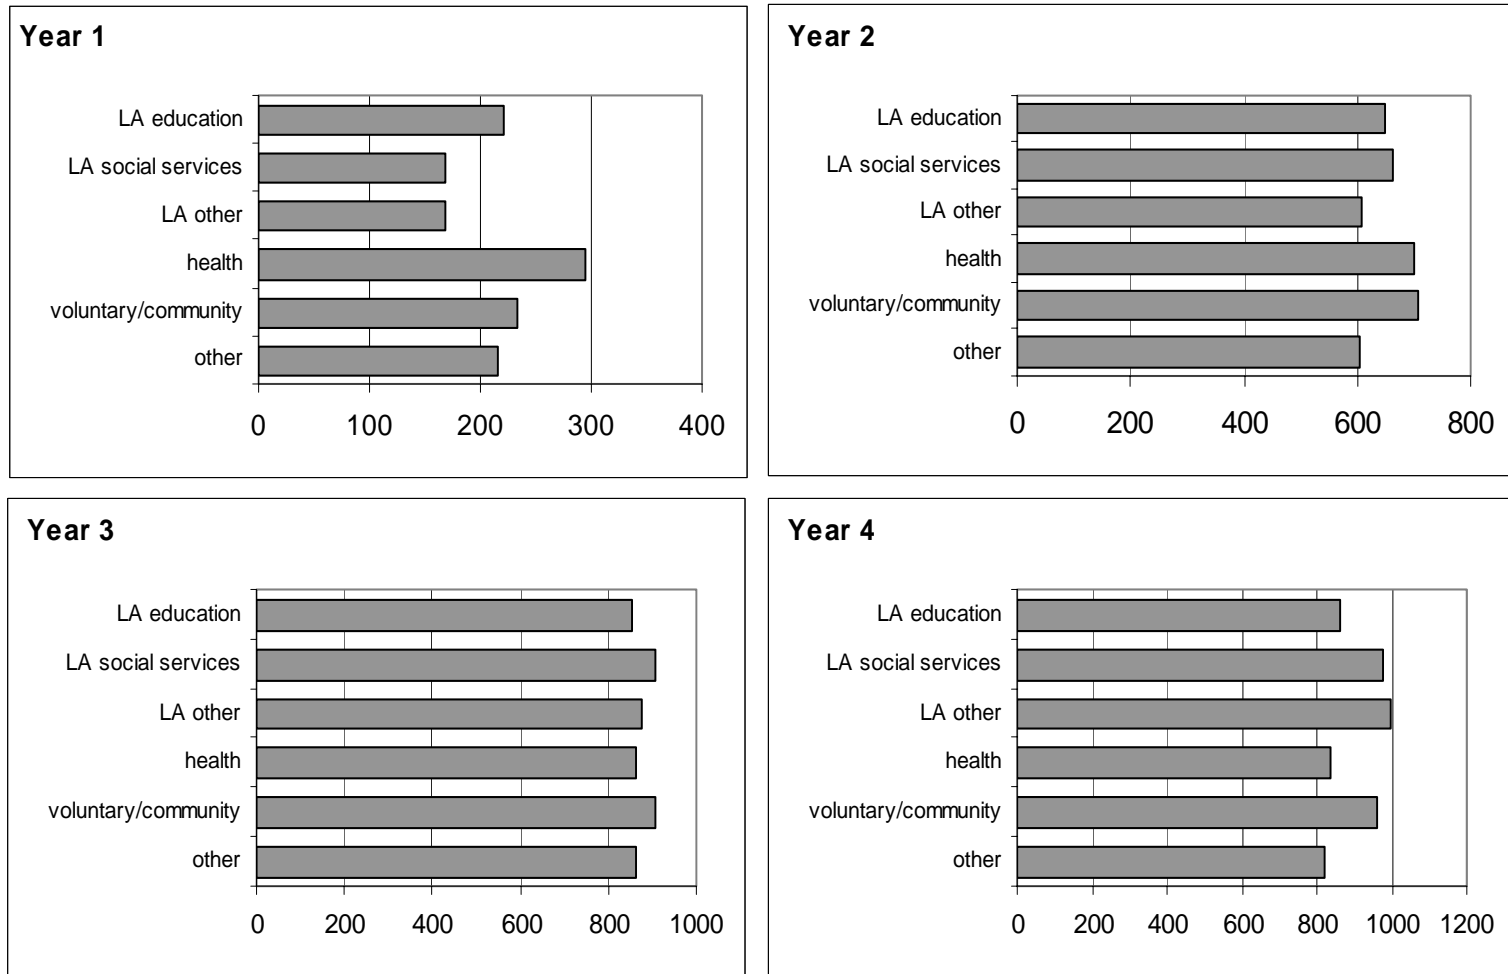 Year 1
LA education
LA social services
LA other
health
voluntary/community
other
0 100 200 300 400
Year 2
LA education
LA social services
LA other
health
voluntary/community
other
0 200 400 600 800
Year 3
LA education
LA social services
LA other
health
voluntary/community
other
0 200 400 600 800 1000
Year 4
LA education
LA social services
LA other
health
voluntary/community
other
0 200 400 600 800 1000 1200